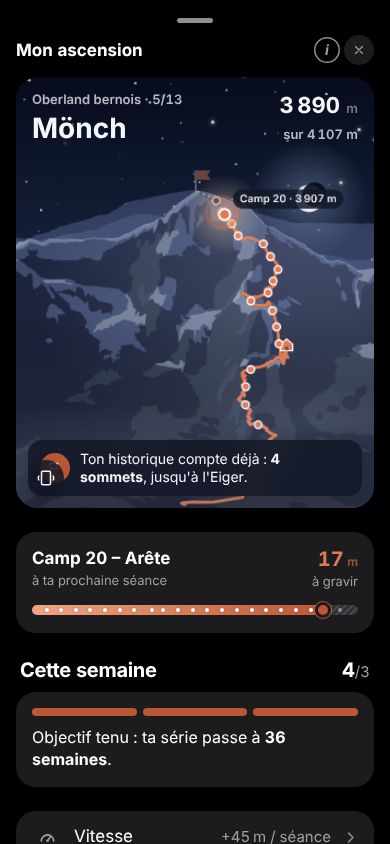 Mon ascension
Oberland bernois · 5/13
3 890 m
Mönch
sur 4 107 m
Camp 20 · 3 907 m
Ton historique compte déjà : 4
sommets, jusqu'à l'Eiger.
Camp 20 – Arête
17 m
à ta prochaine séance
à gravir
Cette semaine
4/3
Objectif tenu : ta série passe à 36
semaines.
Vitesse
+45 m / séance